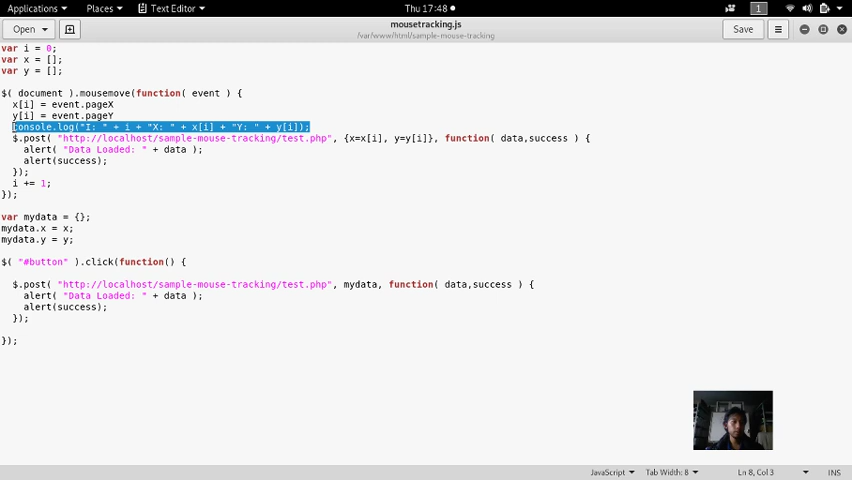 Applications Places Text Editor Thu 17:48 1
Open mousetracking.js Save
/var/www/html/sample-mouse-tracking
var i = 0;
var x = [];
var y = [];
$( document ).mousemove(function( event ) {
x[i] = event.pageX
y[i] = event.pageY
console.log("I: " + i + "X: " + x[i] + "Y: " + y[i]);
$.post( "http://localhost/sample-mouse-tracking/test.php", {x=x[i], y=y[i]}, function( data,success ) {
alert( "Data Loaded: " + data );
alert(success);
});
i += 1;
});
var mydata = {};
mydata.x = x;
mydata.y = y;
$( "#button" ).click(function() {
$.post( "http://localhost/sample-mouse-tracking/test.php", mydata, function( data,success ) {
alert( "Data Loaded: " + data );
alert(success);
});
});
JavaScript Tab Width: 8 Ln 8, Col 3 INS